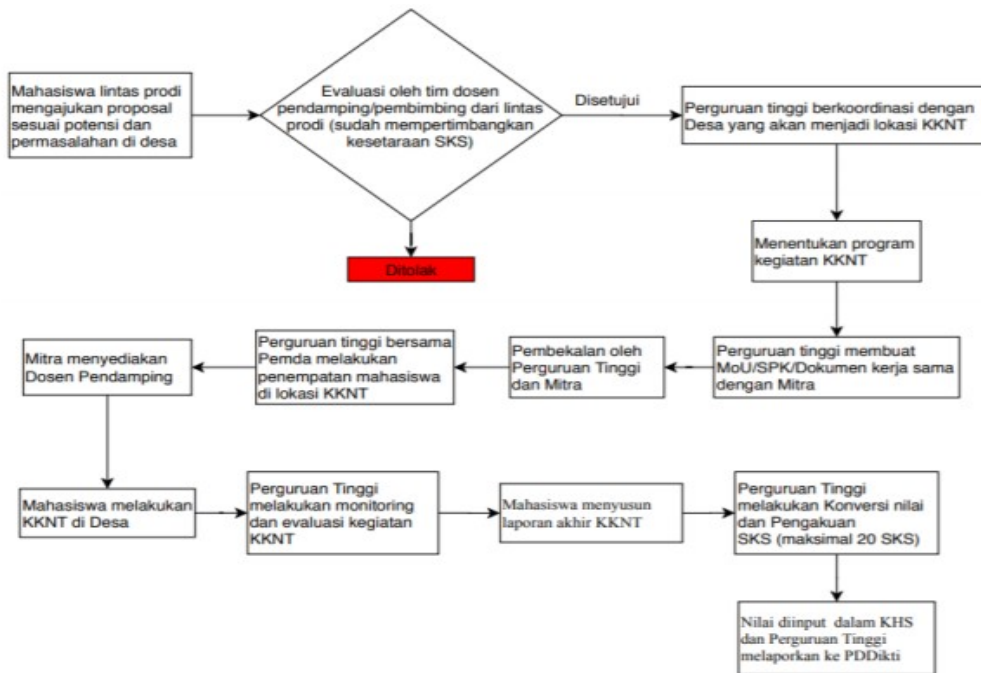 Mahasiswa lintas prodi
mengajukan proposal
sesuai potensi dan
permasalahan di desa
Evaluasi oleh tim dosen
pendamping/pembimbing dari lintas
prodi (sudah mempertimbangkan
kesetaraan SKS)
Disetujui
Perguruan tinggi berkoordinasi dengan
Desa yang akan menjadi lokasi KKNT
Ditolak
Menentukan program
kegiatan KKNT
Perguruan tinggi membuat
MoU/SPK/Dokumen kerja sama
dengan Mitra
Pembekalan oleh
Perguruan Tinggi
dan Mitra
Perguruan tinggi bersama
Pemda melakukan
penempatan mahasiswa
di lokasi KKNT
Mitra menyediakan
Dosen Pendamping
Mahasiswa melakukan
KKNT di Desa
Perguruan Tinggi
melakukan monitoring
dan evaluasi kegiatan
KKNT
Mahasiswa menyusun
laporan akhir KKNT
Perguruan Tinggi
melakukan Konversi nilai
dan Pengakuan
SKS (maksimal 20 SKS)
Nilai diinput dalam KHS
dan Perguruan Tinggi
melaporkan ke PDDikti